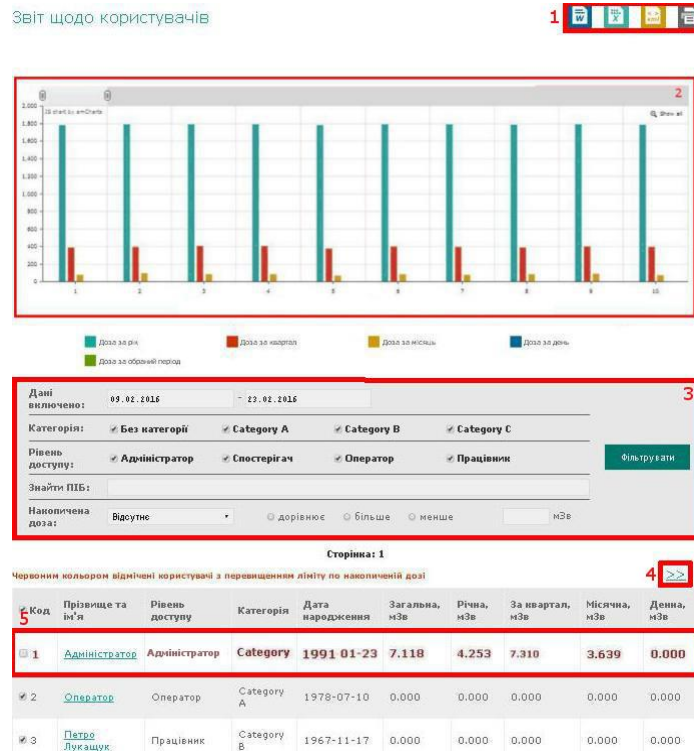 Звіт щодо користувачів
1
2
2,000
JS chart by amCharts
Show all
1,800
1,600
1,400
1,200
1,000
800
600
400
200
0
1 2 3 4 5 6 7 8 9 10
Доза за рік Доза за квартал Доза за місяць Доза за день
Доза за обраний період
3
Дані включено: 09.02.2016 - 23.02.2016
Категорія: Без категорії Category A Category B Category C
Рівень доступу: Адміністратор Спостерігач Оператор Працівник
Фільтрувати
Знайти ПІБ:
Накопичена доза: Відсутнє дорівнює більше менше мЗв
Сторінка: 1
Червоним кольором відмічені користувачі з перевищенням ліміту по накопиченій дозі
4 >>
5
Код Прізвище та ім'я Рівень доступу Категорія Дата народження Загальна, мЗв Річна, мЗв За квартал, мЗв Місячна, мЗв Денна, мЗв
1 Адміністратор Адміністратор Category 1991-01-23 7.118 4.253 7.310 3.639 0.000
2 Оператор Оператор Category A 1978-07-10 0.000 0.000 0.000 0.000 0.000
3 Петро Лукащук Працівник Category B 1967-11-17 0.000 0.000 0.000 0.000 0.000